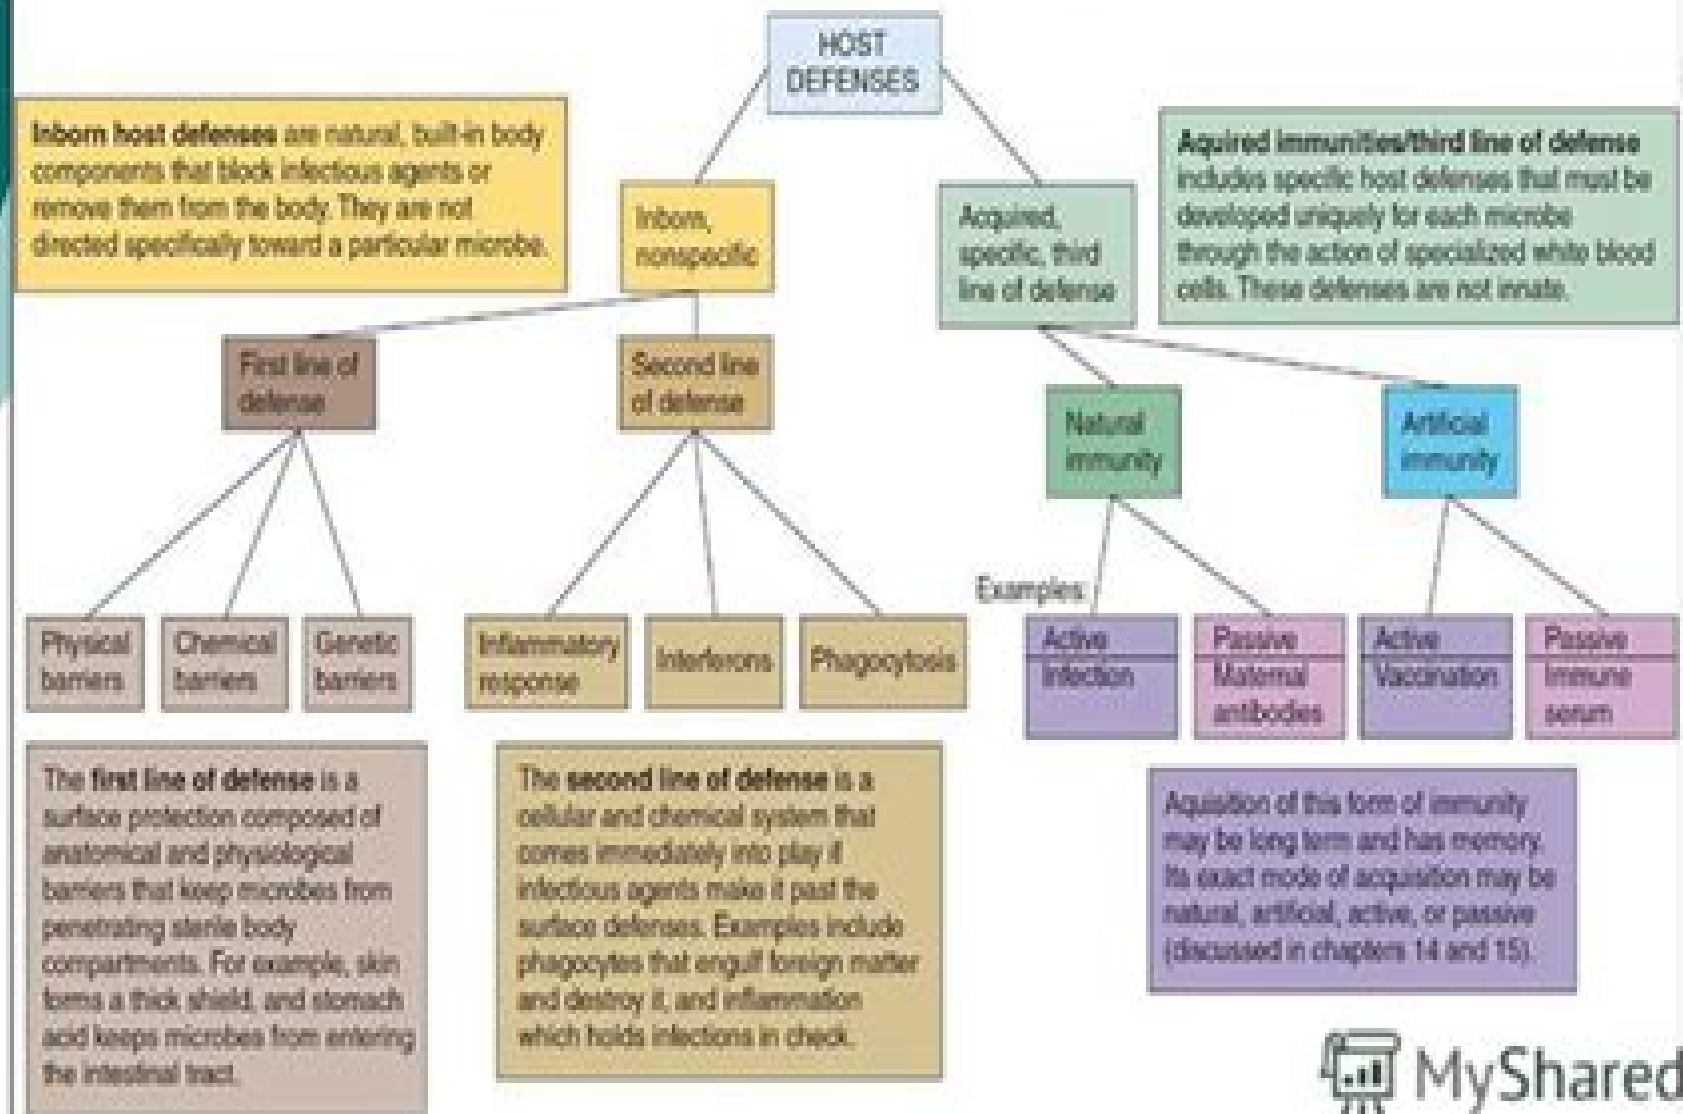 HOST
DEFENSES
Inborn host defenses are natural, built-in body
components that block infectious agents or
remove them from the body. They are not
directed specifically toward a particular microbe.
Inborn,
nonspecific
Acquired,
specific, third
line of defense
Aquired immunities/third line of defense
includes specific host defenses that must be
developed uniquely for each microbe
through the action of specialized white blood
cells. These defenses are not innate.
First line of
defense
Second line
of defense
Natural
immunity
Artificial
immunity
Physical
barriers
Chemical
barriers
Genetic
barriers
Inflammatory
response
Interferons
Phagocytosis
Examples:
Active
Infection
Passive
Maternal
antibodies
Active
Vaccination
Passive
Immune
serum
The first line of defense is a
surface protection composed of
anatomical and physiological
barriers that keep microbes from
penetrating sterile body
compartments. For example, skin
forms a thick shield, and stomach
acid keeps microbes from entering
the intestinal tract.
The second line of defense is a
cellular and chemical system that
comes immediately into play if
infectious agents make it past the
surface defenses. Examples include
phagocytes that engulf foreign matter
and destroy it, and inflammation
which holds infections in check.
Aquisition of this form of immunity
may be long term and has memory.
Its exact mode of acquisition may be
natural, artificial, active, or passive
(discussed in chapters 14 and 15).
MyShared